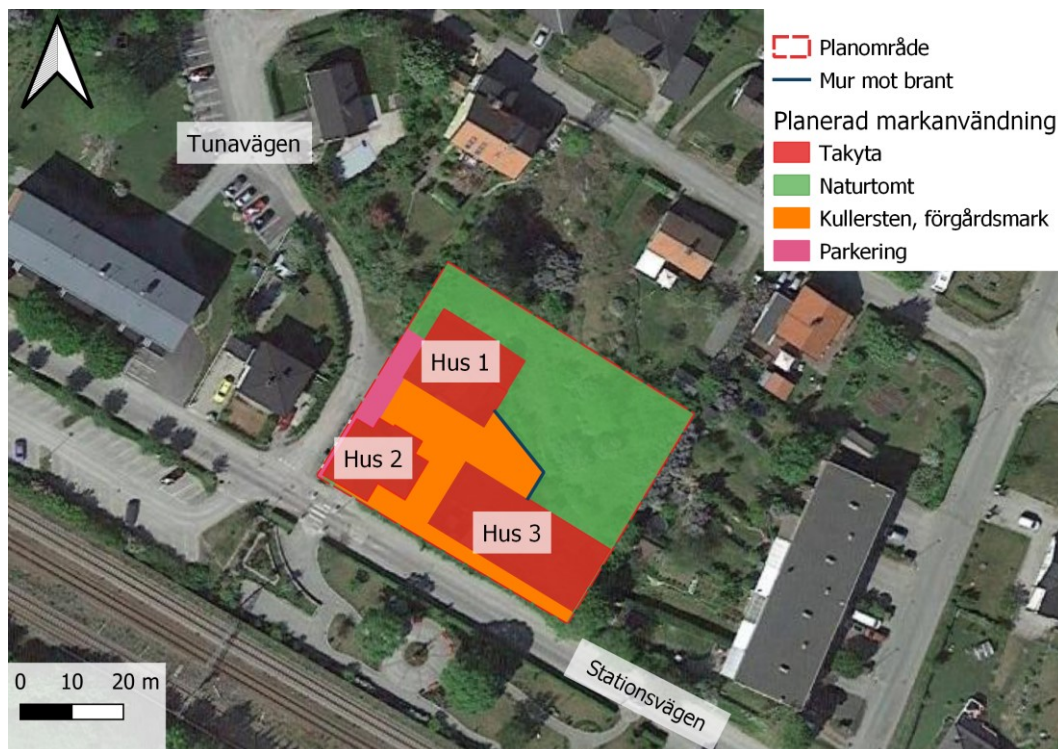 Planområde
Mur mot brant
Planerad markanvändning
Takyta
Naturtomt
Kullersten, förgårdsmark
Parkering
Tunavägen
Hus 1
Hus 2
Hus 3
Stationsvägen
0 10 20 m